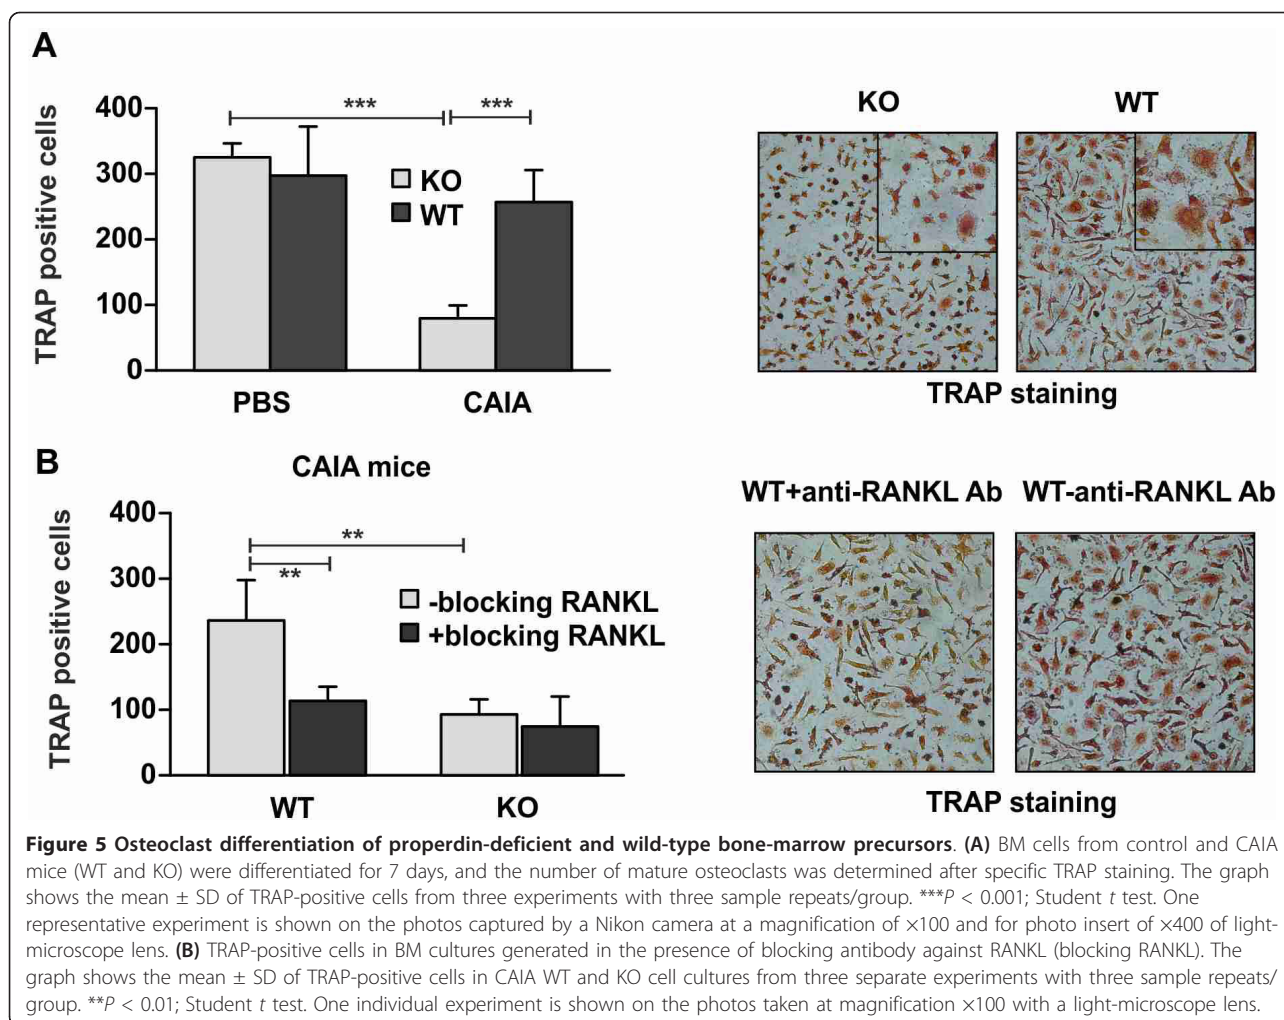 A
TRAP positive cells
400
300
200
100
0
***
***
KO
WT
PBS
CAIA
KO
WT
TRAP staining
B
CAIA mice
TRAP positive cells
400
300
200
100
0
**
**
-blocking RANKL
+blocking RANKL
WT
KO
WT+anti-RANKL Ab
WT-anti-RANKL Ab
TRAP staining
Figure 5 Osteoclast differentiation of properdin-deficient and wild-type bone-marrow precursors. (A) BM cells from control and CAIA
mice (WT and KO) were differentiated for 7 days, and the number of mature osteoclasts was determined after specific TRAP staining. The graph
shows the mean ± SD of TRAP-positive cells from three experiments with three sample repeats/group. ***P < 0.001; Student t test. One
representative experiment is shown on the photos captured by a Nikon camera at a magnification of ×100 and for photo insert of ×400 of light-
microscope lens. (B) TRAP-positive cells in BM cultures generated in the presence of blocking antibody against RANKL (blocking RANKL). The
graph shows the mean ± SD of TRAP-positive cells in CAIA WT and KO cell cultures from three separate experiments with three sample repeats/
group. **P < 0.01; Student t test. One individual experiment is shown on the photos taken at magnification ×100 with a light-microscope lens.